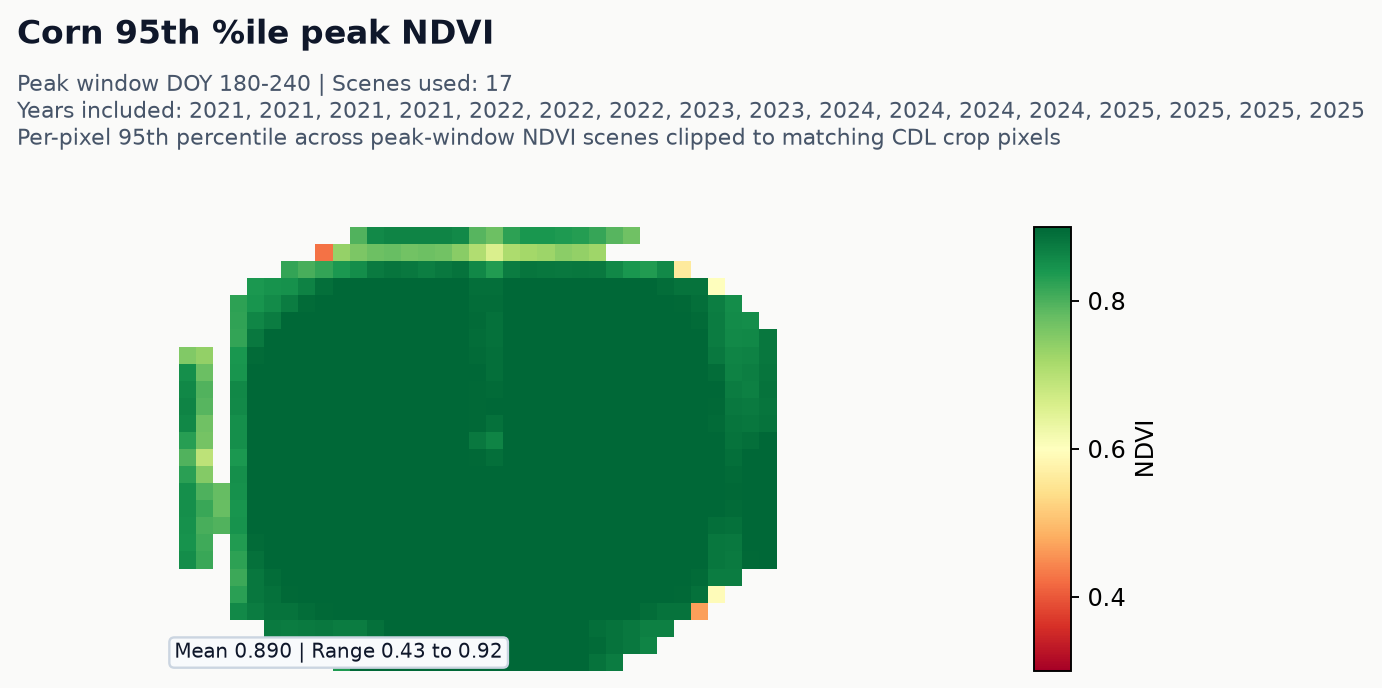 Corn 95th %ile peak NDVI
Peak window DOY 180-240 | Scenes used: 17
Years included: 2021, 2021, 2021, 2021, 2022, 2022, 2022, 2023, 2023, 2024, 2024, 2024, 2024, 2025, 2025, 2025, 2025
Per-pixel 95th percentile across peak-window NDVI scenes clipped to matching CDL crop pixels
0.8
0.6
0.4
NDVI
Mean 0.890 | Range 0.43 to 0.92